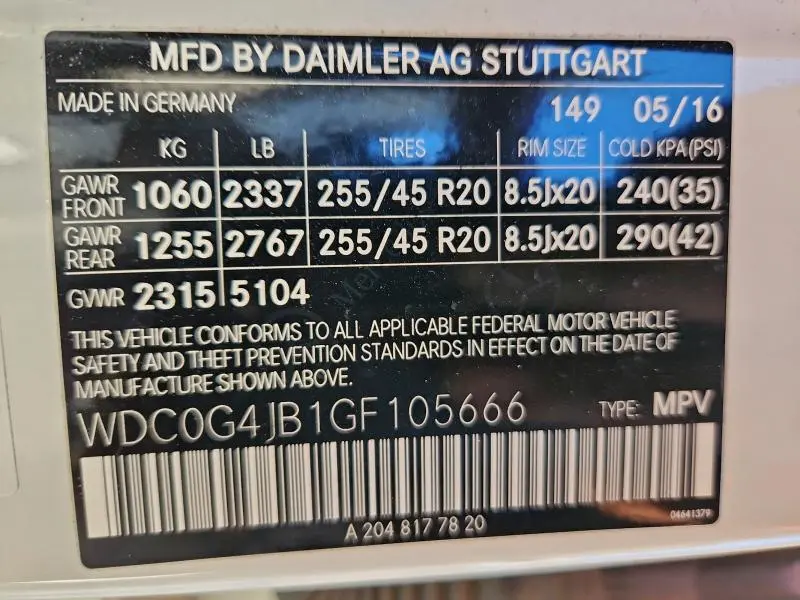 MFD BY DAIMLER AG STUTTGART
MADE IN GERMANY 149 05/16
KG LB TIRES RIM SIZE COLD KPA(PSI)
GAWR FRONT 1060 2337 255/45 R20 8.5Jx20 240(35)
GAWR REAR 1255 2767 255/45 R20 8.5Jx20 290(42)
GVWR 2315 5104
THIS VEHICLE CONFORMS TO ALL APPLICABLE FEDERAL MOTOR VEHICLE
SAFETY AND THEFT PREVENTION STANDARDS IN EFFECT ON THE DATE OF
MANUFACTURE SHOWN ABOVE.
WDC0G4JB1GF105666 TYPE: MPV
A 204 817 78 20
04641379